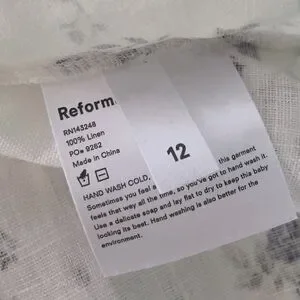 Reform
RN143248
100% Linen
PO# 9262
Made in China
12
HAND WASH COLD,
Sometimes you feel this garment
feels that way all the time, so you've got to hand wash it.
Use a delicate soap and lay flat to dry to keep this baby
looking its best. Hand washing is also better for the
environment.